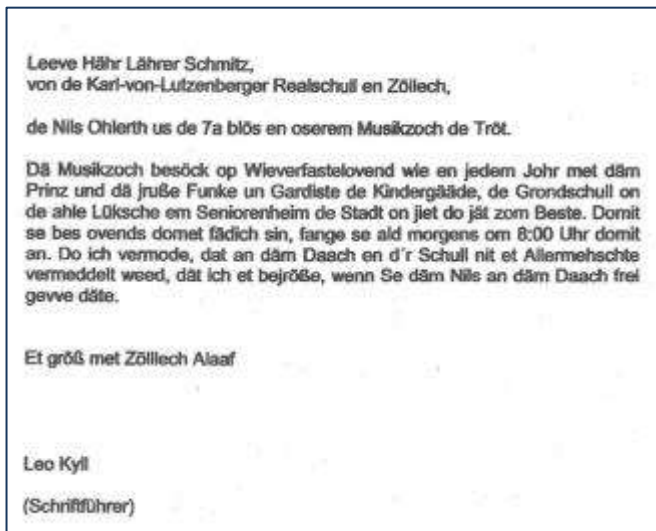 Leeve Hähr Lährer Schmitz,
von de Karl-von-Lutzenberger Realschull en Zöllech,
de Nils Ohlerth us de 7a blös en oserem Musikzoch de Tröt.
Dä Musikzoch besöck op Wieverfastelovend wie en jedem Johr met däm
Prinz und dä jruße Funke un Gardiste de Kindergääde, de Grondschull on
de ahle Lüksche em Seniorenheim de Stadt on jiet do jät zom Beste. Domit
se bes ovends domet fädich sin, fange se ald morgens om 8:00 Uhr domit
an. Do ich vermode, dat an däm Daach en d´r Schull nit et Allermehschte
vermeddelt weed, dät ich et bejröße, wenn Se däm Nils an däm Daach frei
gevve däte.
Et größ met Zölllech Alaaf
Leo Kyll
(Schriftführer)